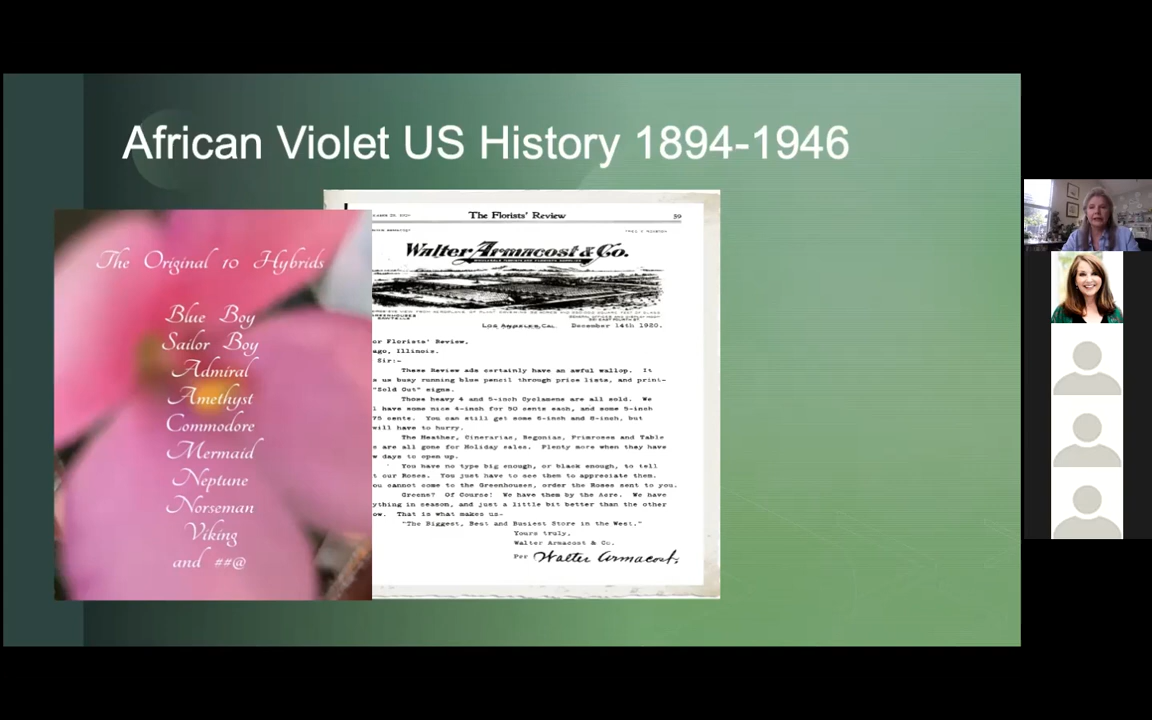 African Violet US History 1894-1946
The Original 10 Hybrids
Blue Boy
Sailor Boy
Admiral
Amethyst
Commodore
Mermaid
Neptune
Norseman
Viking
and ##@
The Florists' Review
Walter Armacost & Co.
Los Angeles, Cal. December 14th 1920.
or Florists' Review,
ago, Illinois.
Sir:-
These Review ads certainly have an awful wallop. It
s us busy running blue pencil through price lists, and print-
"Sold Out" signs.
Those heavy 4 and 5-inch Cyclamens are all sold. We
l have some nice 4-inch for 50 cents each, and some 5-inch
75 cents. You can still get some 6-inch and 8-inch, but
will have to hurry.
The Heather, Cinerarias, Begonias, Primroses and Table
s are all gone for Holiday sales. Plenty more when they have
w days to open up.
You have no type big enough, or black enough, to tell
t our Roses. You just have to see them to appreciate them.
ou cannot come to the Greenhouses, order the Roses sent to you.
Greens? Of Course! We have them by the Acre. We have
ything in season, and just a little bit better than the other
ow. That is what makes us-
"The Biggest, Best and Busiest Store in the West."
Yours truly,
Walter Armacost & Co.
Per Walter Armacost.